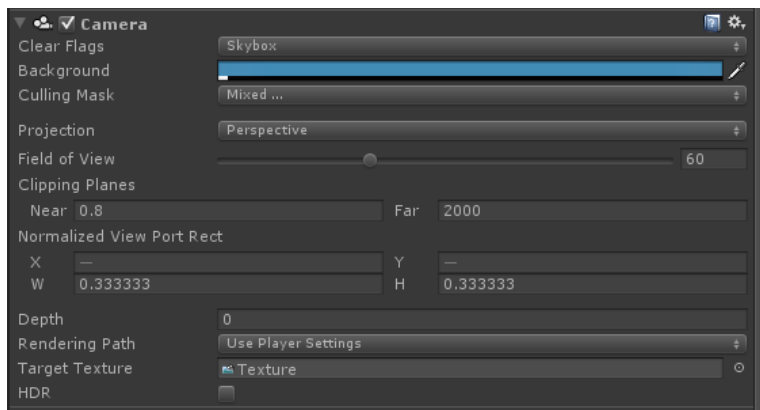 Camera
Clear Flags Skybox
Background
Culling Mask Mixed ...
Projection Perspective
Field of View 60
Clipping Planes
Near 0.8 Far 2000
Normalized View Port Rect
X — Y —
W 0.333333 H 0.333333
Depth 0
Rendering Path Use Player Settings
Target Texture Texture
HDR